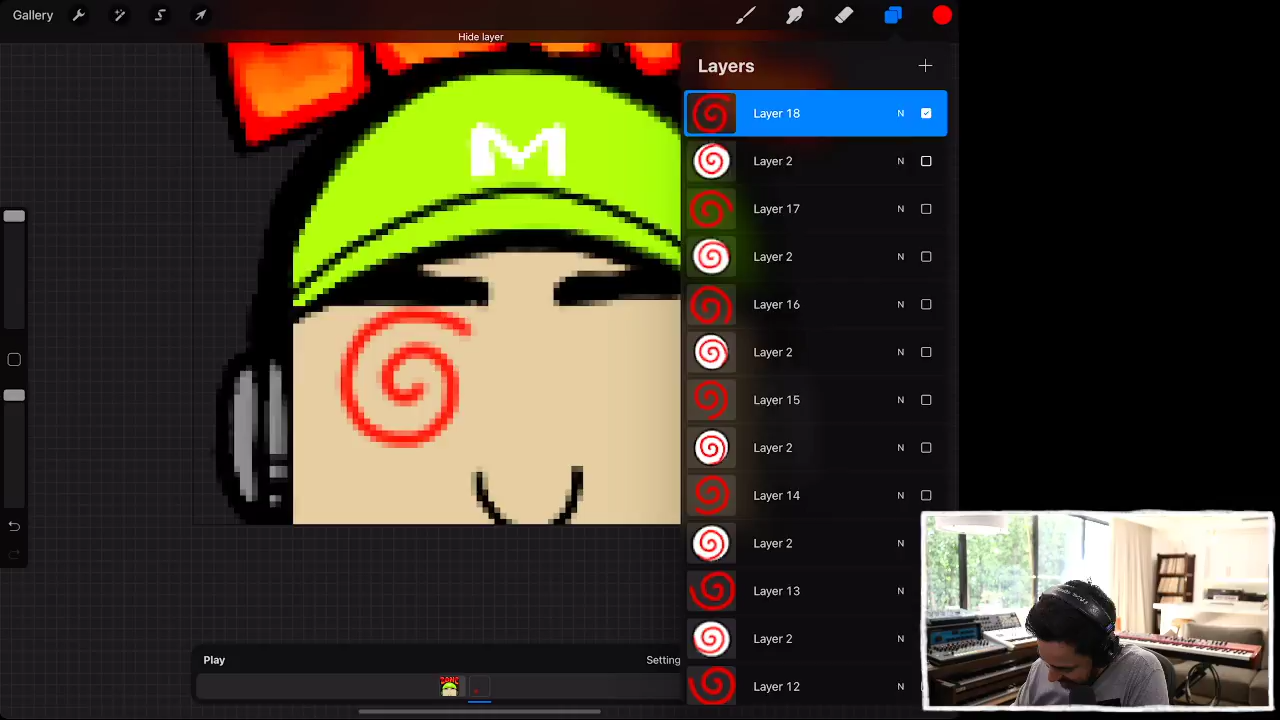 Gallery
Hide layer
Layers
Layer 18 N
Layer 2 N
Layer 17 N
Layer 2 N
Layer 16 N
Layer 2 N
Layer 15 N
Layer 2 N
Layer 14 N
Layer 2 N
Layer 13 N
Layer 2 N
Layer 12 N
M
Play
Setting